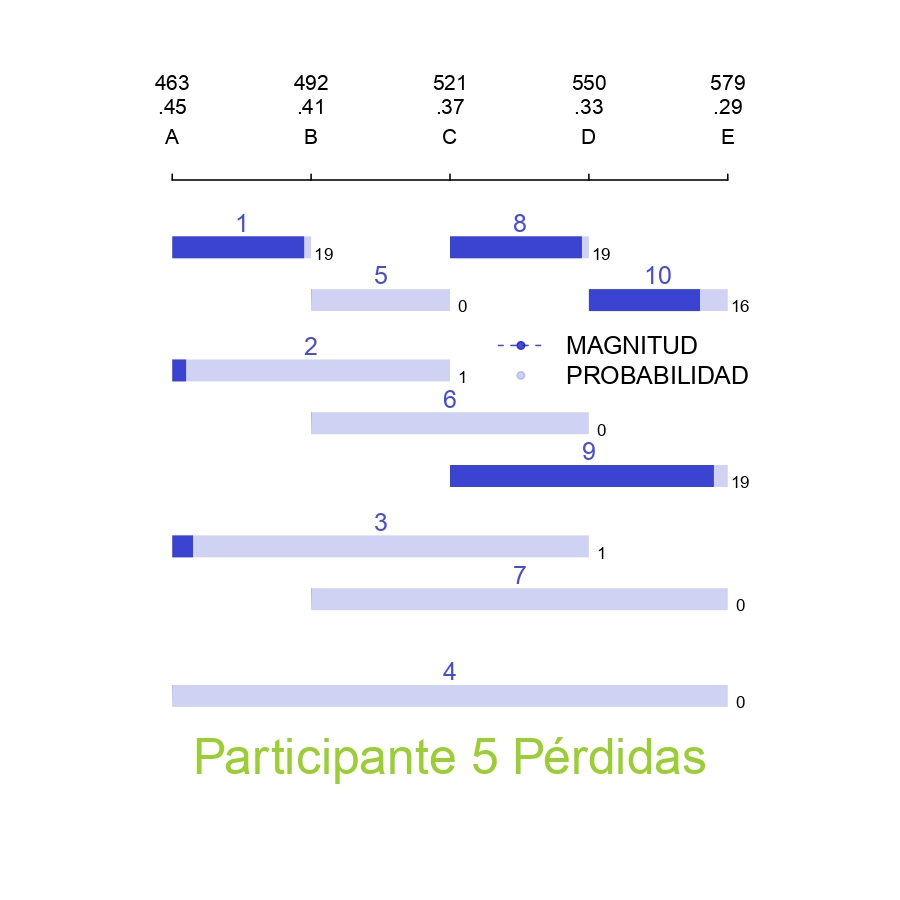 463 492 521 550 579
.45 .41 .37 .33 .29
A B C D E
1 8
19 19
5 10
0 16
MAGNITUD
2
PROBABILIDAD
1
6
0
9
19
3
1
7
0
4
0
Participante 5 Pérdidas